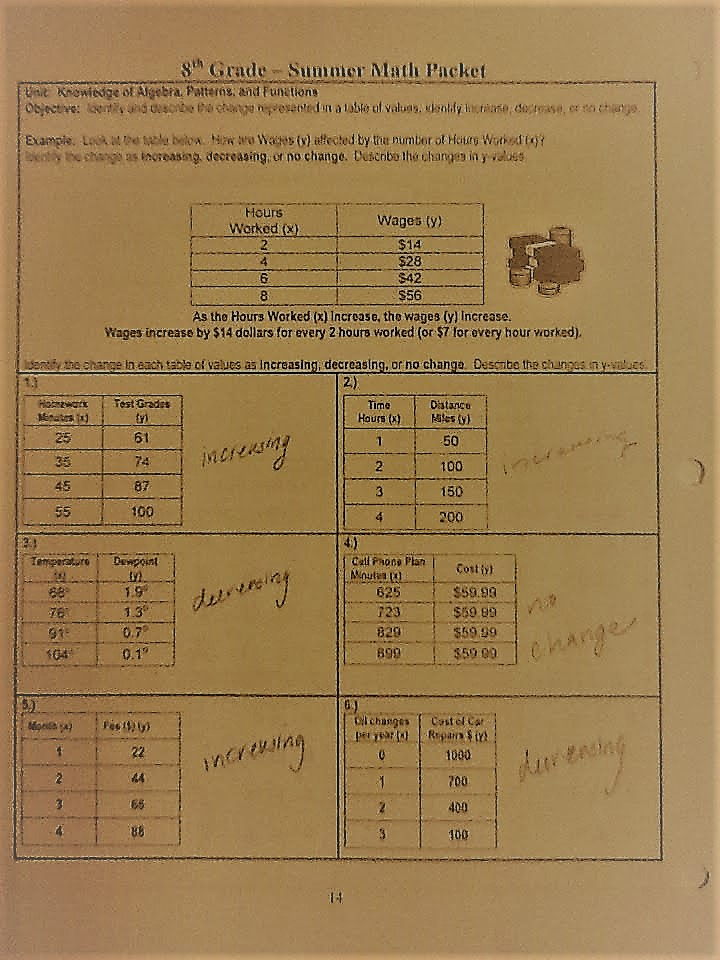 8th Grade – Summer Math Packet
Unit: Knowledge of Algebra, Patterns, and Functions
Objective: Identify and describe the change represented in a table of values, identify increase, decrease, or no change.
Example: Look at the table below. How are Wages (y) affected by the number of Hours Worked (x)?
Identify the change as increasing, decreasing, or no change. Describe the changes in y-values.
Hours Worked (x) Wages (y)
2 $14
4 $28
6 $42
8 $56
As the Hours Worked (x) Increase, the wages (y) Increase.
Wages increase by $14 dollars for every 2 hours worked (or $7 for every hour worked).
Identify the change in each table of values as increasing, decreasing, or no change. Describe the changes in y-values.
1.)
Homework Minutes (x) Test Grades (y)
25 61
35 74
45 87
55 100
increasing
2.)
Time Hours (x) Distance Miles (y)
1 50
2 100
3 150
4 200
increasing
3.)
Temperature (x) Dewpoint (y)
68° 1.9°
78° 1.3°
91° 0.7°
104° 0.1°
decreasing
4.)
Cell Phone Plan Minutes (x) Cost (y)
625 $59.99
723 $59.99
829 $59.99
899 $59.99
no
change
5.)
Month (x) Fee ($) (y)
1 22
2 44
3 66
4 88
increasing
6.)
Oil changes per year (x) Cost of Car Repairs $ (y)
0 1000
1 700
2 400
3 100
decreasing
14